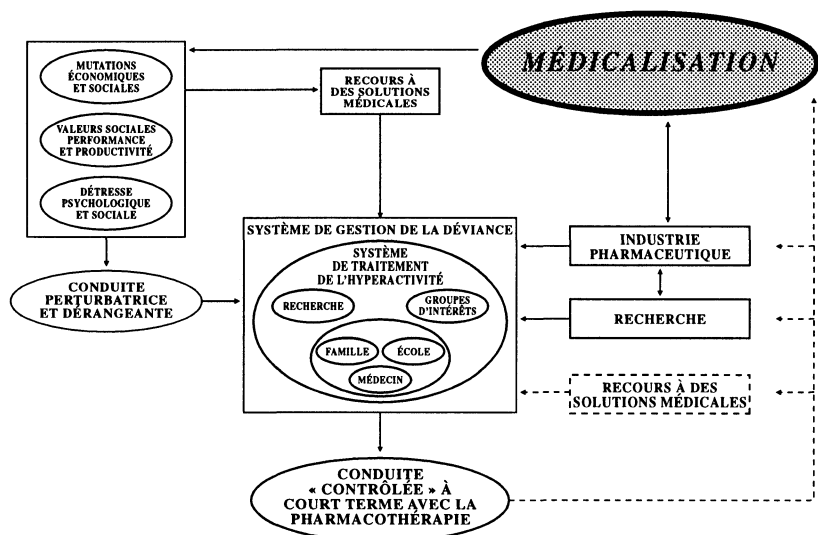 MÉDICALISATION
MUTATIONS
ÉCONOMIQUES
ET SOCIALES
VALEURS SOCIALES
PERFORMANCE
ET PRODUCTIVITÉ
DÉTRESSE
PSYCHOLOGIQUE
ET SOCIALE
RECOURS À
DES SOLUTIONS
MÉDICALES
CONDUITE
PERTURBATRICE
ET DÉRANGEANTE
SYSTÈME DE GESTION DE LA DÉVIANCE
SYSTÈME
DE TRAITEMENT
DE L'HYPERACTIVITÉ
RECHERCHE
GROUPES
D'INTÉRÊTS
FAMILLE
ÉCOLE
MÉDECIN
INDUSTRIE
PHARMACEUTIQUE
RECHERCHE
RECOURS À DES
SOLUTIONS MÉDICALES
CONDUITE
« CONTRÔLÉE » À
COURT TERME AVEC LA
PHARMACOTHÉRAPIE